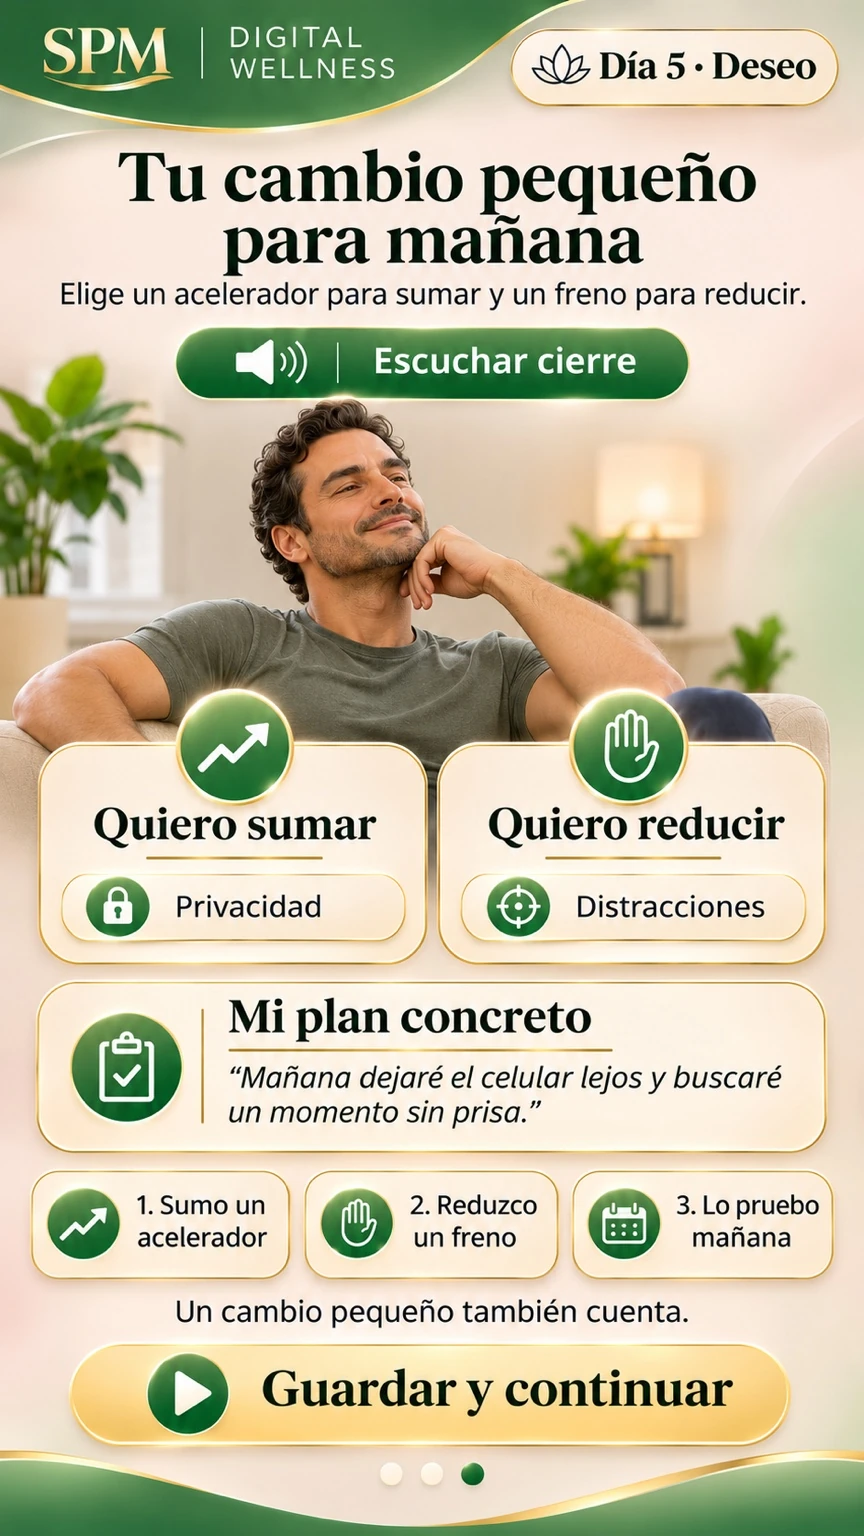 SPM
DIGITAL
WELLNESS
Día 5 · Deseo
Tu cambio pequeño
para mañana
Elige un acelerador para sumar y un freno para reducir.
Escuchar cierre
Quiero sumar
Privacidad
Quiero reducir
Distracciones
Mi plan concreto
“Mañana dejaré el celular lejos y buscaré
un momento sin prisa.”
1. Sumo un
acelerador
2. Reduzco
un freno
3. Lo pruebo
mañana
Un cambio pequeño también cuenta.
Guardar y continuar